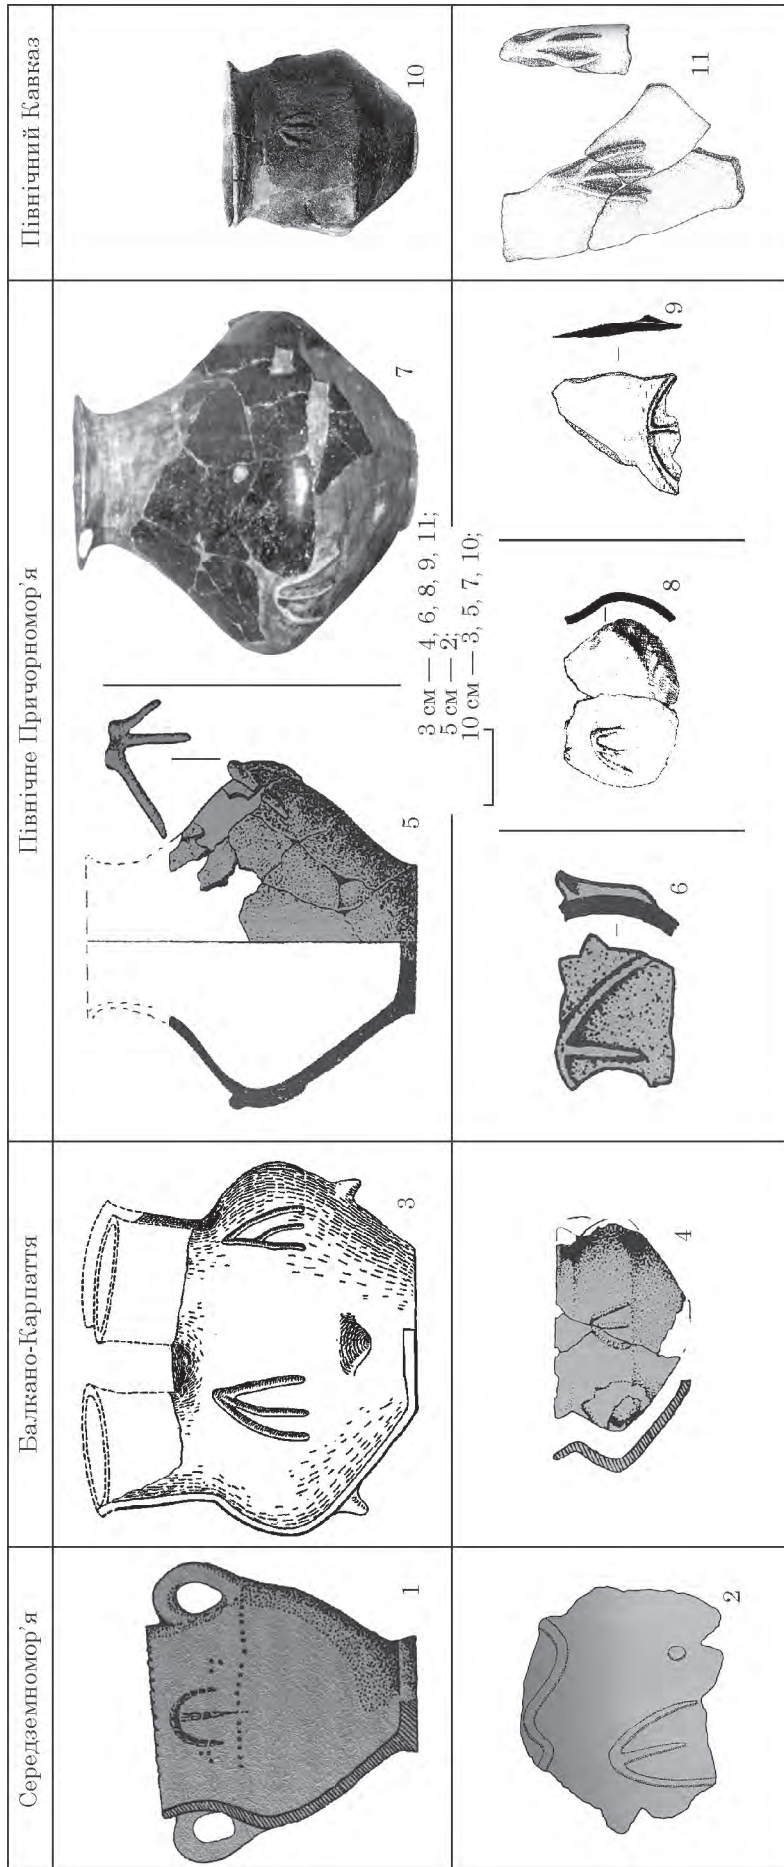 Середземномор'я
Балкано-Карпаття
Північне Причорномор'я
Північний Кавказ
1
3
5
7
10
3 см — 4, 6, 8, 9, 11;
5 см — 2;
10 см — 3, 5, 7, 10;
2
4
6
8
9
11